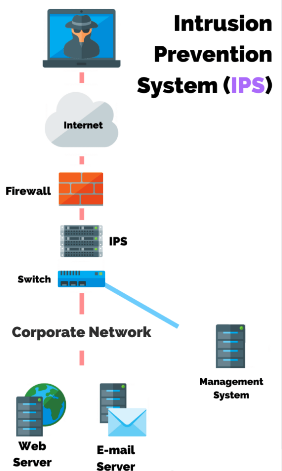 Intrusion
Prevention
System (IPS)
Internet
Firewall
IPS
Switch
Corporate Network
Management
System
Web
Server
E-mail
Server